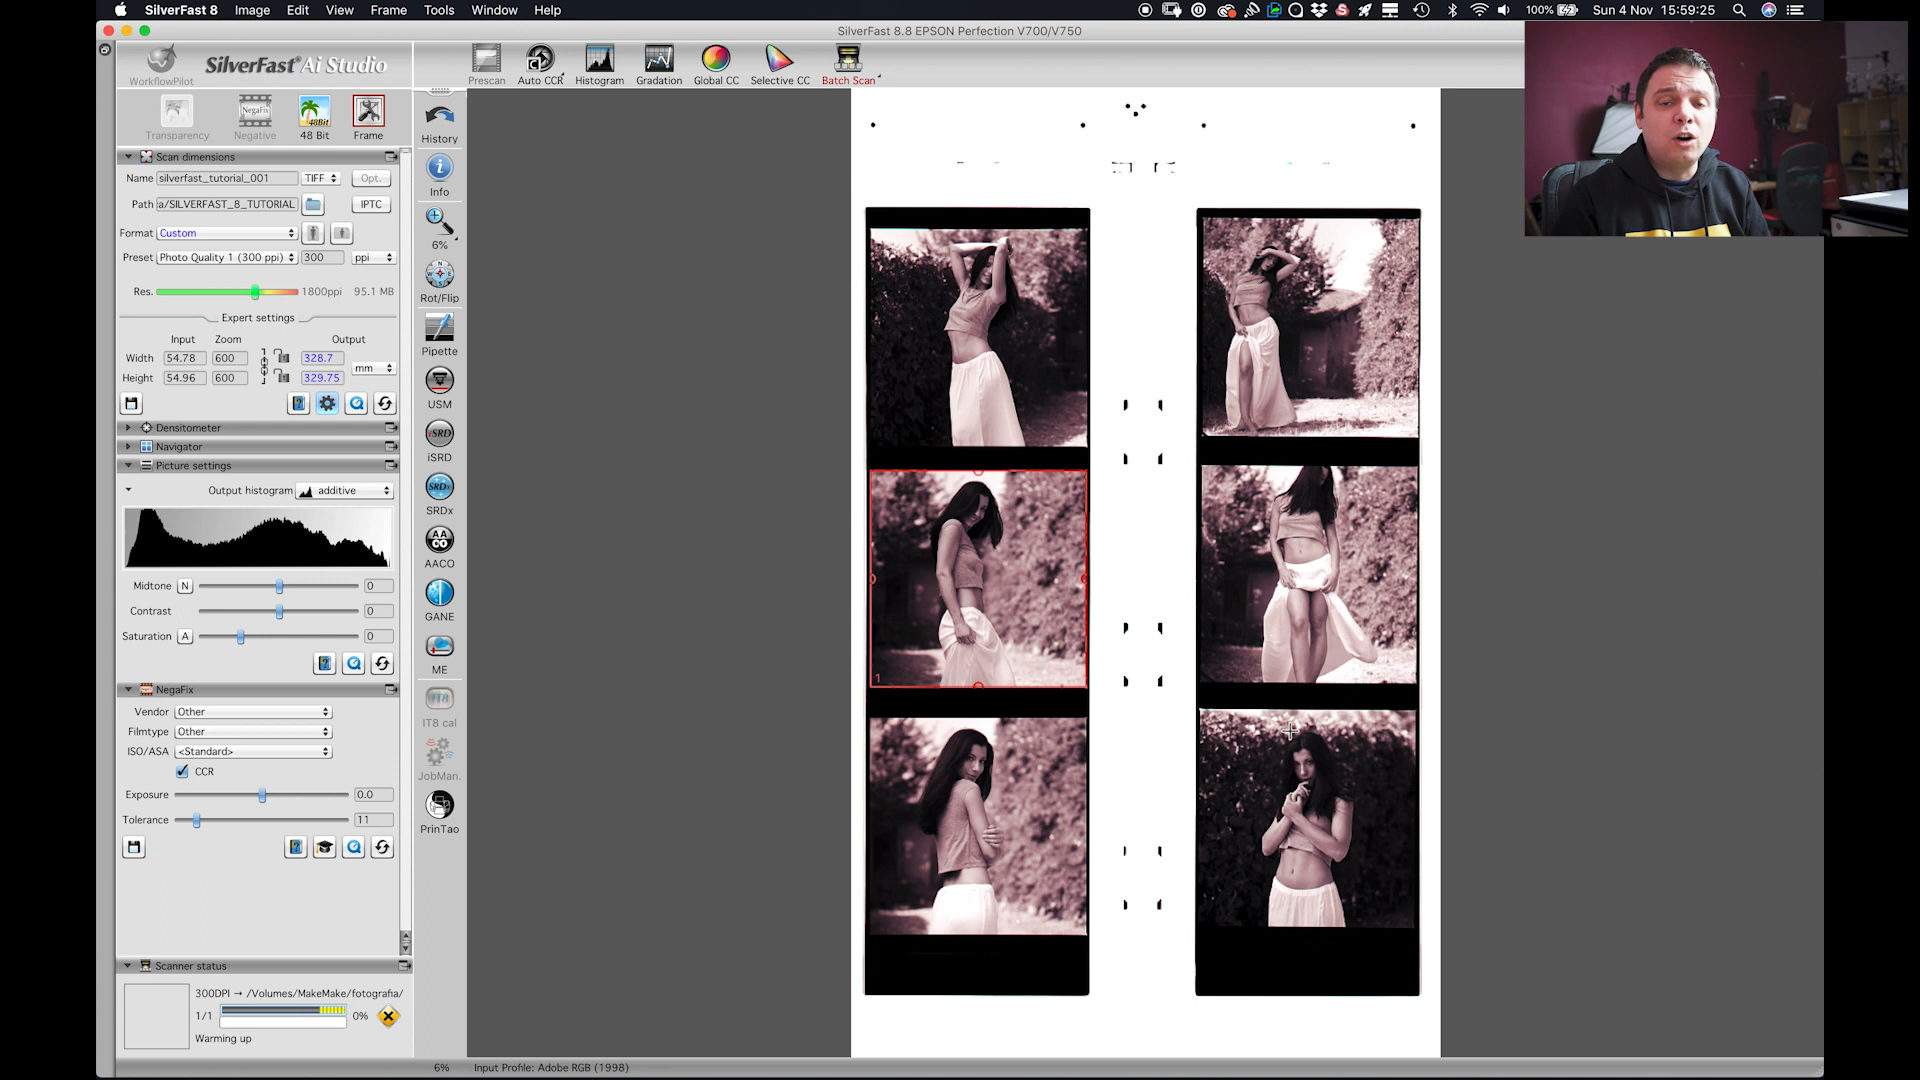 SilverFast 8 Image Edit View Frame Tools Window Help
100% Sun 4 Nov 15:59:25
SilverFast 8.8 EPSON Perfection V700/V750
WorkflowPilot
SilverFast® Ai Studio
Prescan Auto CCR Histogram Gradation Global CC Selective CC Batch Scan
Transparency NegaFix Negative 48Bit 48 Bit Frame
Scan dimensions
Name silverfast_tutorial_001 TIFF Opt.
Path :a/SILVERFAST_8_TUTORIAL IPTC
Format Custom
Preset Photo Quality 1 (300 ppi) 300 ppi
Res. 1800ppi 95.1 MB
Expert settings
Input Zoom Output
Width 54.78 600 328.7
mm
Height 54.96 600 329.75
Densitometer
Navigator
Picture settings
Output histogram additive
Midtone N 0
Contrast 0
Saturation A 0
NegaFix
Vendor Other
Filmtype Other
ISO/ASA <Standard>
CCR
Exposure 0.0
Tolerance 11
Scanner status
300DPI → /Volumes/MakeMake/fotografia/
1/1 0%
Warming up
History
Info
6%
Rot/Flip
Pipette
USM
iSRD
iSRD
SRDx
SRDx
AACO
AACO
GANE
ME
IT8
IT8 cal
JobMan.
PrinTao
1
6% Input Profile: Adobe RGB (1998)